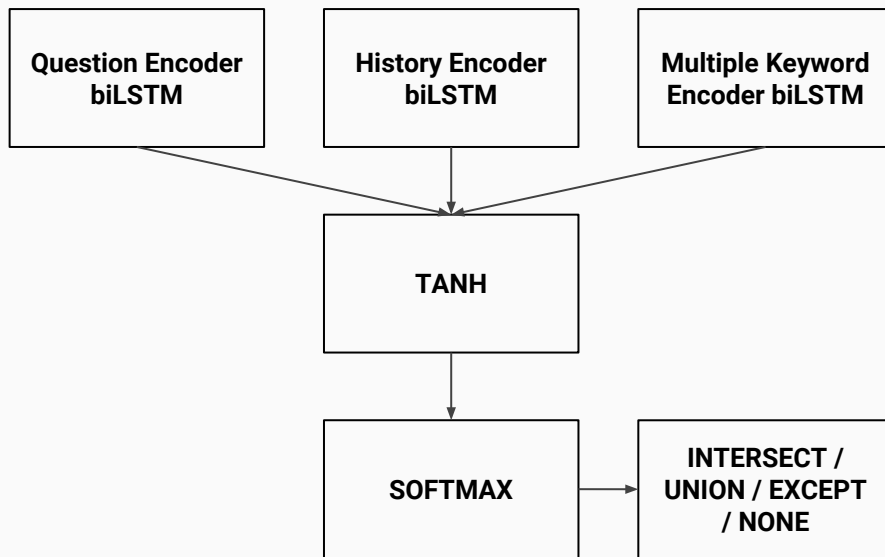 Question Encoder
biLSTM
History Encoder
biLSTM
Multiple Keyword
Encoder biLSTM
TANH
SOFTMAX
INTERSECT /
UNION / EXCEPT
/ NONE